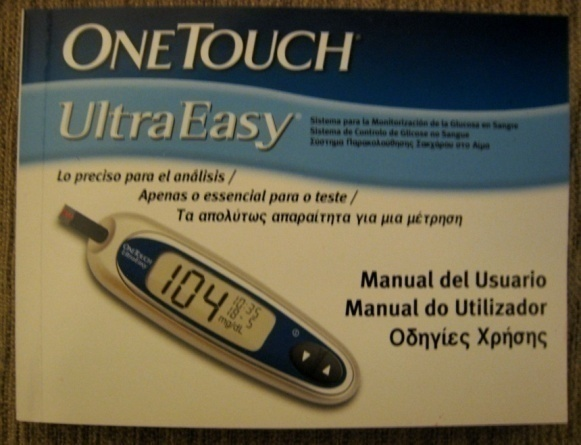 ONETOUCH
UltraEasy
Sistema para la Monitorización de la Glucosa en Sangre
Sistema de Controlo de Glicose no Sangue
Σύστημα Παρακολούθησης Σακχάρου στο Αίμα
Lo preciso para el análisis /
Apenas o essencial para o teste /
Τα απολύτως απαραίτητα για μια μέτρηση
ONETOUCH
UltraEasy
104
mg/dL
Manual del Usuario
Manual do Utilizador
Οδηγίες Χρήσης